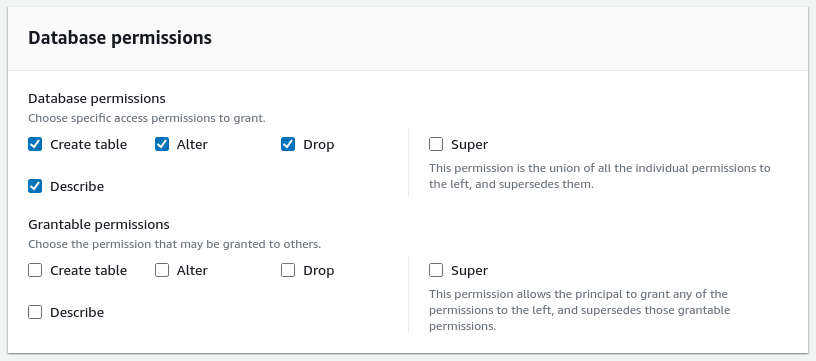 Database permissions
Database permissions
Choose specific access permissions to grant.
Create table Alter Drop Super
This permission is the union of all the individual permissions to
the left, and supersedes them.
Describe
Grantable permissions
Choose the permission that may be granted to others.
Create table Alter Drop Super
This permission allows the principal to grant any of the
permissions to the left, and supersedes those grantable
permissions.
Describe